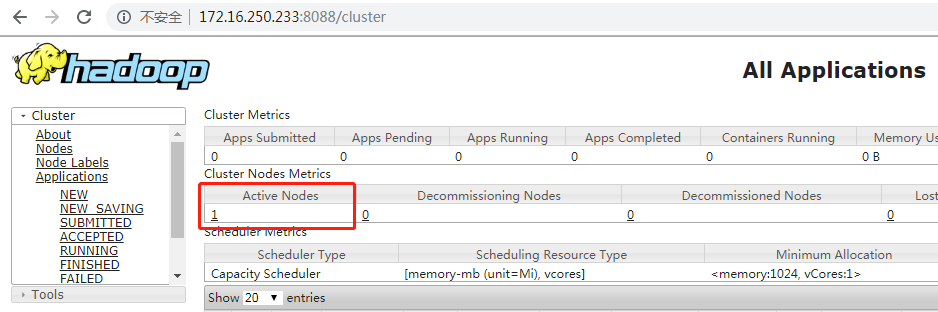 不安全 | 172.16.250.233:8088/cluster
hadoop
All Applications
Cluster
About
Nodes
Node Labels
Applications
NEW
NEW_SAVING
SUBMITTED
ACCEPTED
RUNNING
FINISHED
FAILED
Tools
Cluster Metrics
Apps Submitted Apps Pending Apps Running Apps Completed Containers Running Memory Us
0 0 0 0 0 0 B
Cluster Nodes Metrics
Active Nodes Decommissioning Nodes Decommissioned Nodes Lost
1 0 0 0
Scheduler Metrics
Scheduler Type Scheduling Resource Type Minimum Allocation
Capacity Scheduler [memory-mb (unit=Mi), vcores] <memory:1024, vCores:1>
Show 20 entries